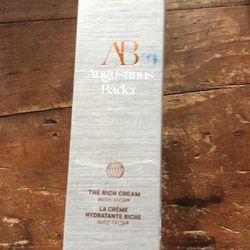 AB
Augustinus
Bader
THE RICH CREAM
WITH TFC8®
LA CRÈME
HYDRATANTE RICHE
AVEC TFC8®